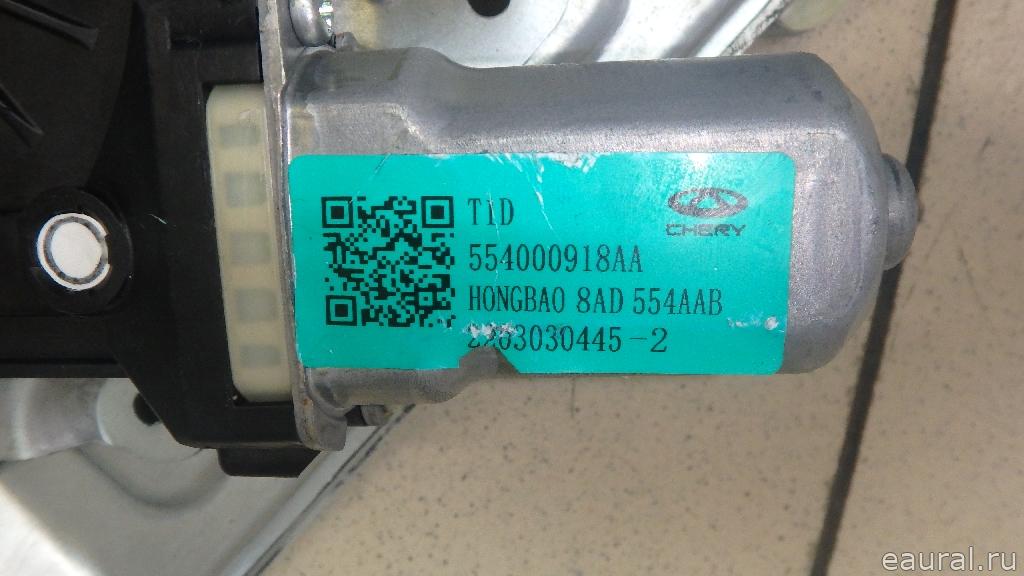 T1D
CHERY
554000918AA
HONGBAO 8AD 554AAB
eaural.ru